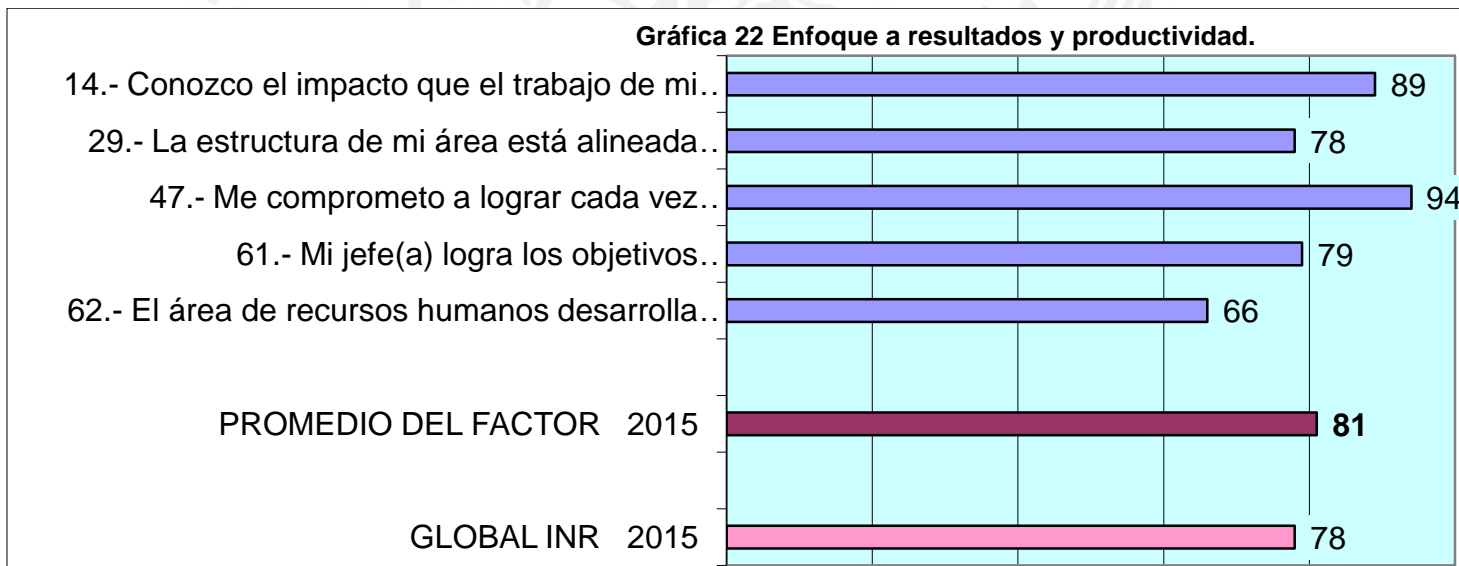 Gráfica 22 Enfoque a resultados y productividad.
14.- Conozco el impacto que el trabajo de mi.. 89
29.- La estructura de mi área está alineada.. 78
47.- Me comprometo a lograr cada vez.. 94
61.- Mi jefe(a) logra los objetivos.. 79
62.- El área de recursos humanos desarrolla.. 66
PROMEDIO DEL FACTOR 2015 81
GLOBAL INR 2015 78